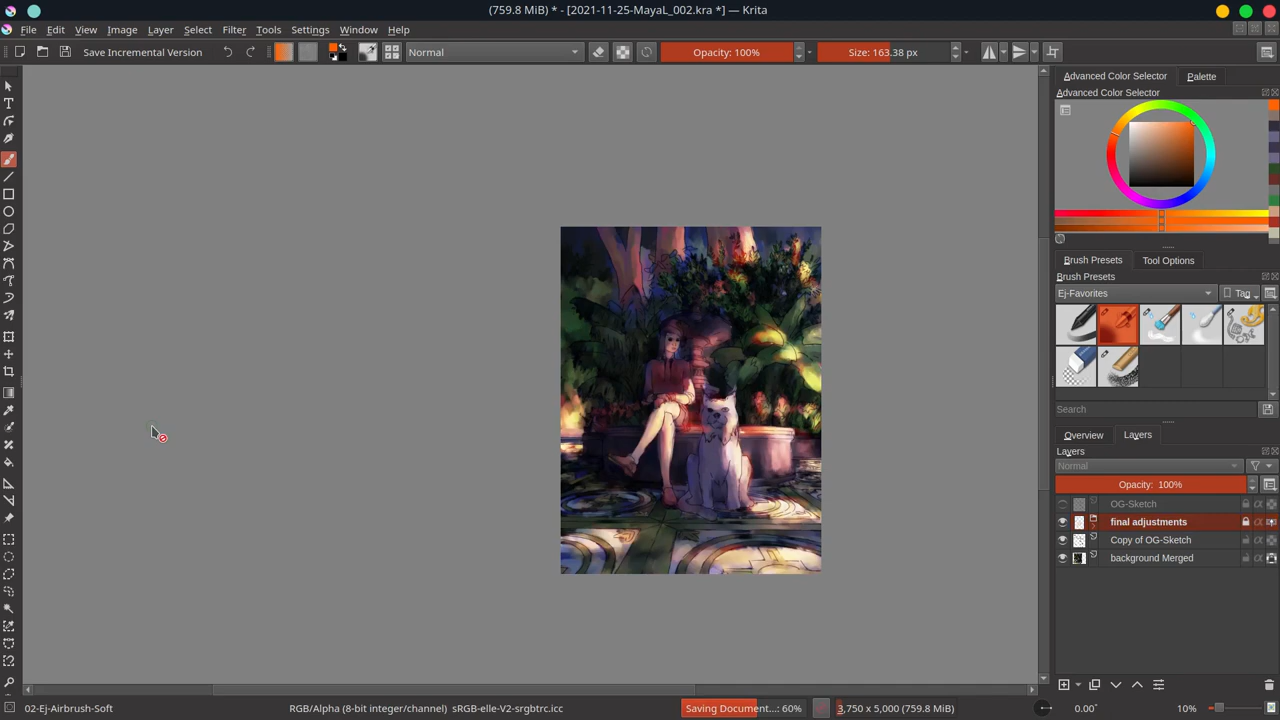 (759.8 MiB) * - [2021-11-25-MayaL_002.kra *] — Krita
File Edit View Image Layer Select Filter Tools Settings Window Help
Save Incremental Version Normal Opacity: 100% Size: 163.38 px
Advanced Color Selector Palette
Advanced Color Selector
Brush Presets Tool Options
Brush Presets
Ej-Favorites Tag
Search
Overview Layers
Layers
Normal
Opacity: 100%
OG-Sketch
final adjustments
Copy of OG-Sketch
background Merged
02-Ej-Airbrush-Soft RGB/Alpha (8-bit integer/channel) sRGB-elle-V2-srgbtrc.icc Saving Document...: 60% 3,750 x 5,000 (759.8 MiB) 0.00° 10%